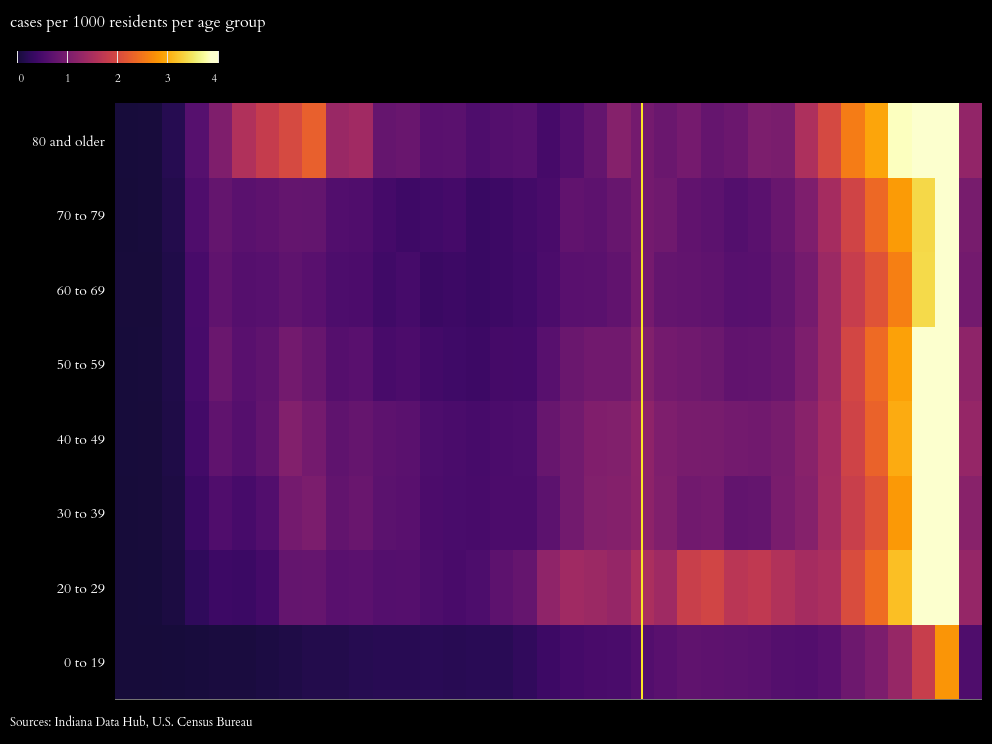 cases per 1000 residents per age group
0 1 2 3 4
80 and older
70 to 79
60 to 69
50 to 59
40 to 49
30 to 39
20 to 29
0 to 19
Sources: Indiana Data Hub, U.S. Census Bureau